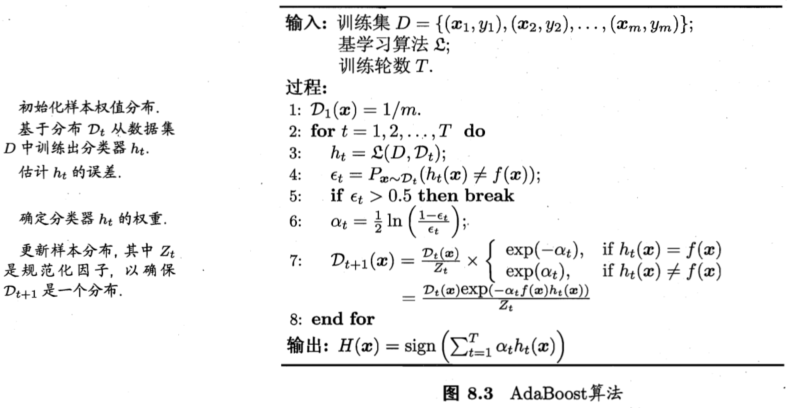 输入: 训练集 D = {(x₁, y₁), (x₂, y₂), . . . , (xₘ, yₘ)};
基学习算法 𝔏;
训练轮数 T.
过程:
初始化样本权值分布.
1: 𝒟₁(x) = 1/m.
基于分布 𝒟ₜ 从数据集
D 中训练出分类器 hₜ.
2: for t = 1, 2, . . . , T do
3: hₜ = 𝔏(D, 𝒟ₜ);
估计 hₜ 的误差.
4: ϵₜ = Pₓ∼𝒟ₜ(hₜ(x) ≠ f(x));
5: if ϵₜ > 0.5 then break
确定分类器 hₜ 的权重.
6: αₜ = ½ ln((1−ϵₜ)/ϵₜ);
更新样本分布, 其中 Zₜ
是规范化因子, 以确保
𝒟ₜ₊₁ 是一个分布.
7: 𝒟ₜ₊₁(x) = 𝒟ₜ(x)/Zₜ × { exp(−αₜ), if hₜ(x) = f(x)
exp(αₜ), if hₜ(x) ≠ f(x)
= 𝒟ₜ(x)exp(−αₜf(x)hₜ(x))/Zₜ
8: end for
输出: H(x) = sign(∑ₜ₌₁ᵀ αₜhₜ(x))
图 8.3 AdaBoost算法